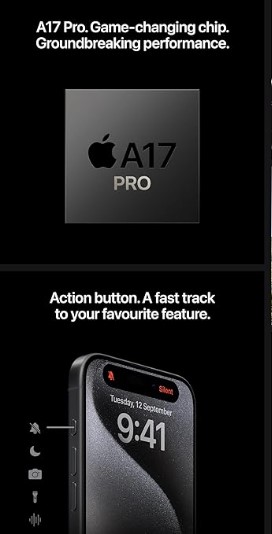 A17 Pro. Game-changing chip.
Groundbreaking performance.
A17
PRO
Action button. A fast track
to your favourite feature.
Silent
Tuesday, 12 September
9:41